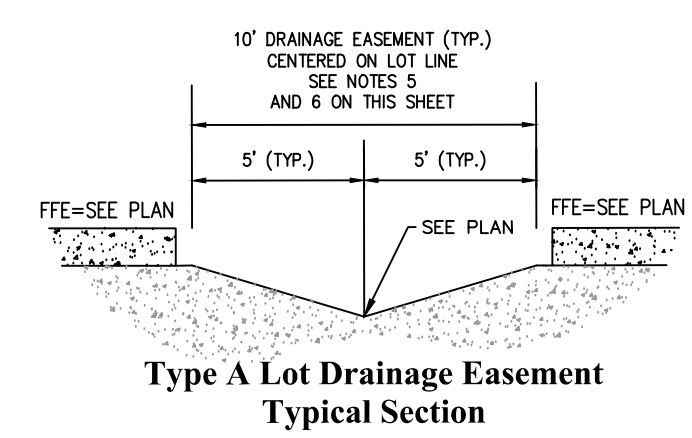 10' DRAINAGE EASEMENT (TYP.)
CENTERED ON LOT LINE
SEE NOTES 5
AND 6 ON THIS SHEET
5' (TYP.)
5' (TYP.)
FFE=SEE PLAN
FFE=SEE PLAN
SEE PLAN
Type A Lot Drainage Easement
Typical Section